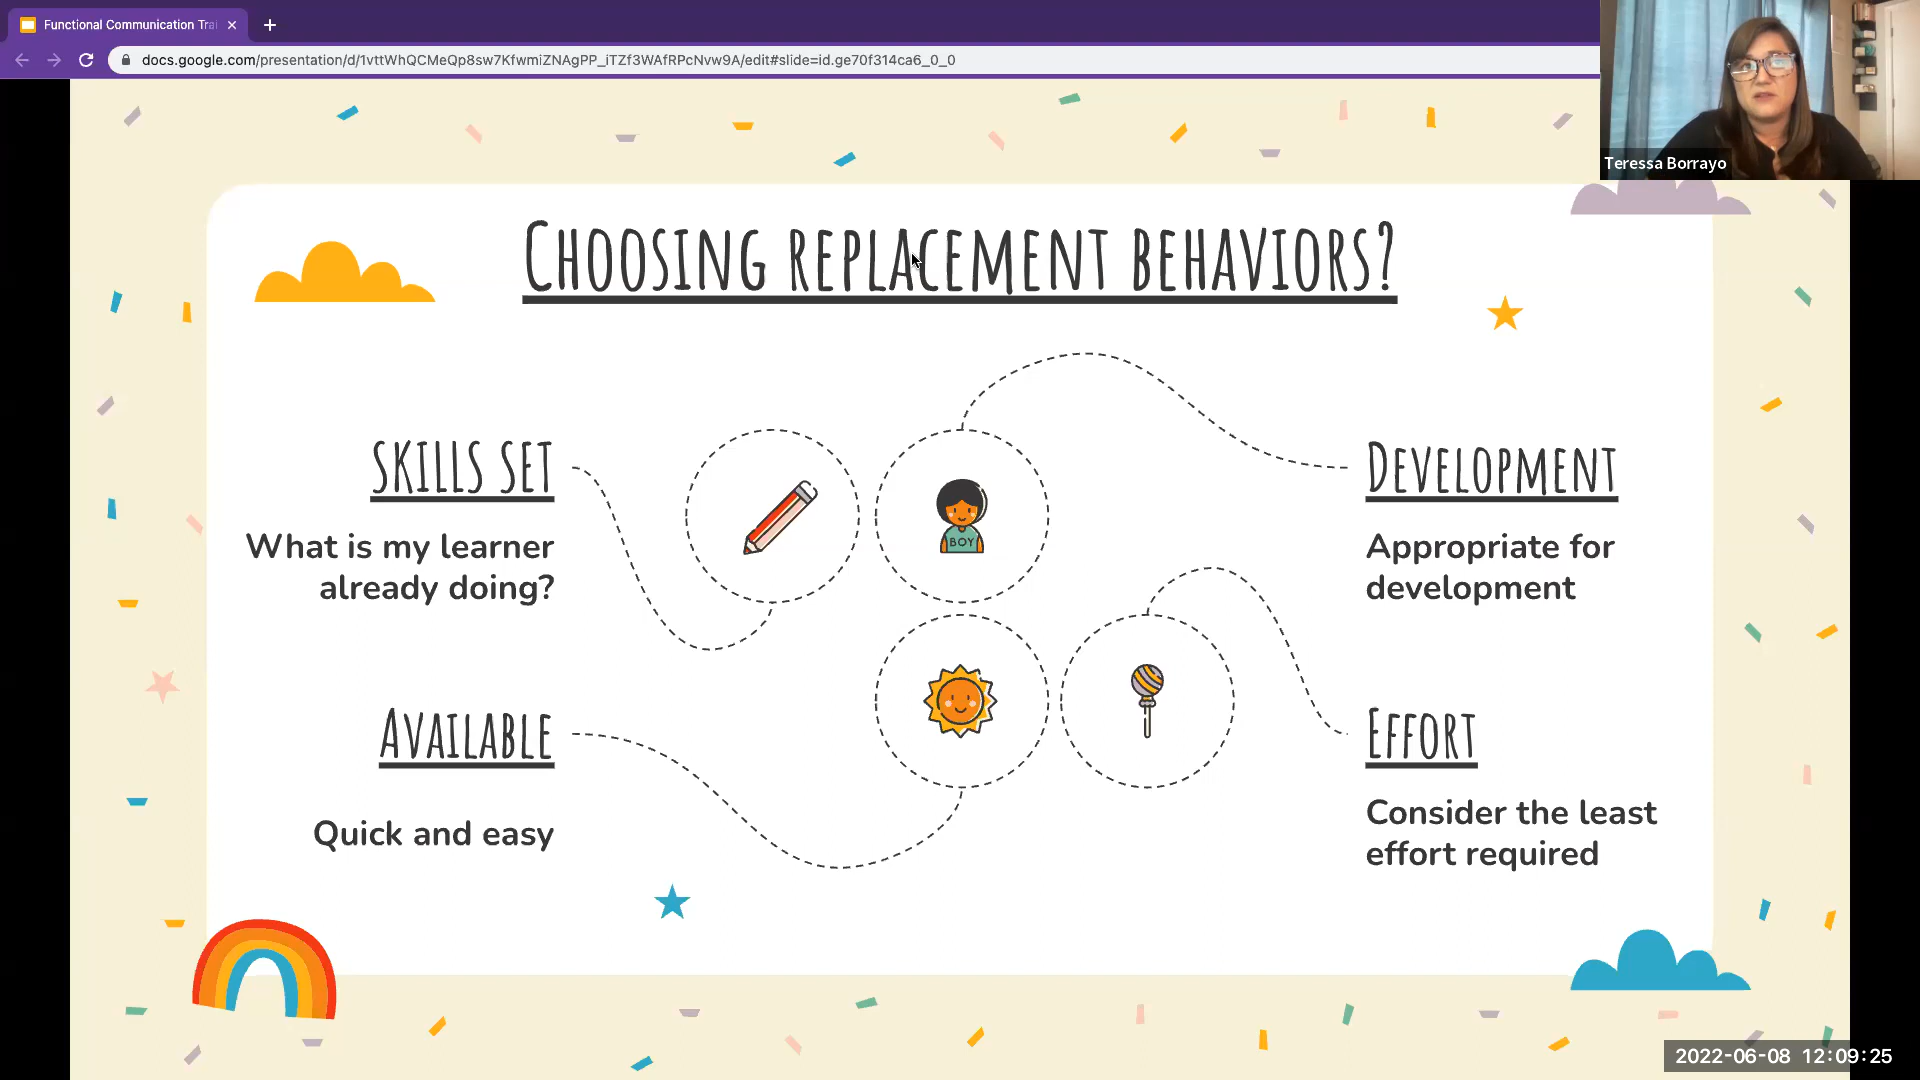 Functional Communication Trai
docs.google.com/presentation/d/1vttWhQCMeQp8sw7KfwmiZNAgPP_iTZf3WAfRPcNvw9A/edit#slide=id.ge70f314ca6_0_0
Teressa Borrayo
CHOOSING REPLACEMENT BEHAVIORS?
SKILLS SET
What is my learner
already doing?
DEVELOPMENT
Appropriate for
development
BOY
AVAILABLE
Quick and easy
EFFORT
Consider the least
effort required
2022-06-08 12:09:25